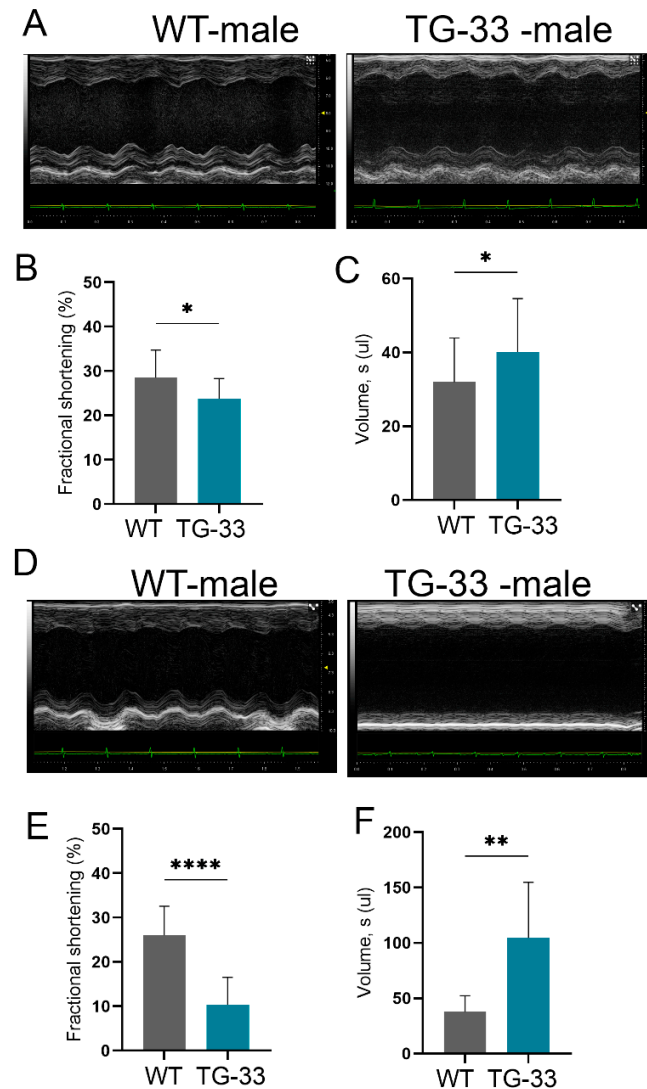 A
WT-male
TG-33 -male
B
Fractional shortening (%)
50
40
30
20
10
0
*
WT
TG-33
C
Volume, s (ul)
60
40
20
0
*
WT
TG-33
D
WT-male
TG-33 -male
E
Fractional shortening (%)
50
40
30
20
10
0
****
WT
TG-33
F
Volume, s (ul)
200
150
100
50
0
**
WT
TG-33